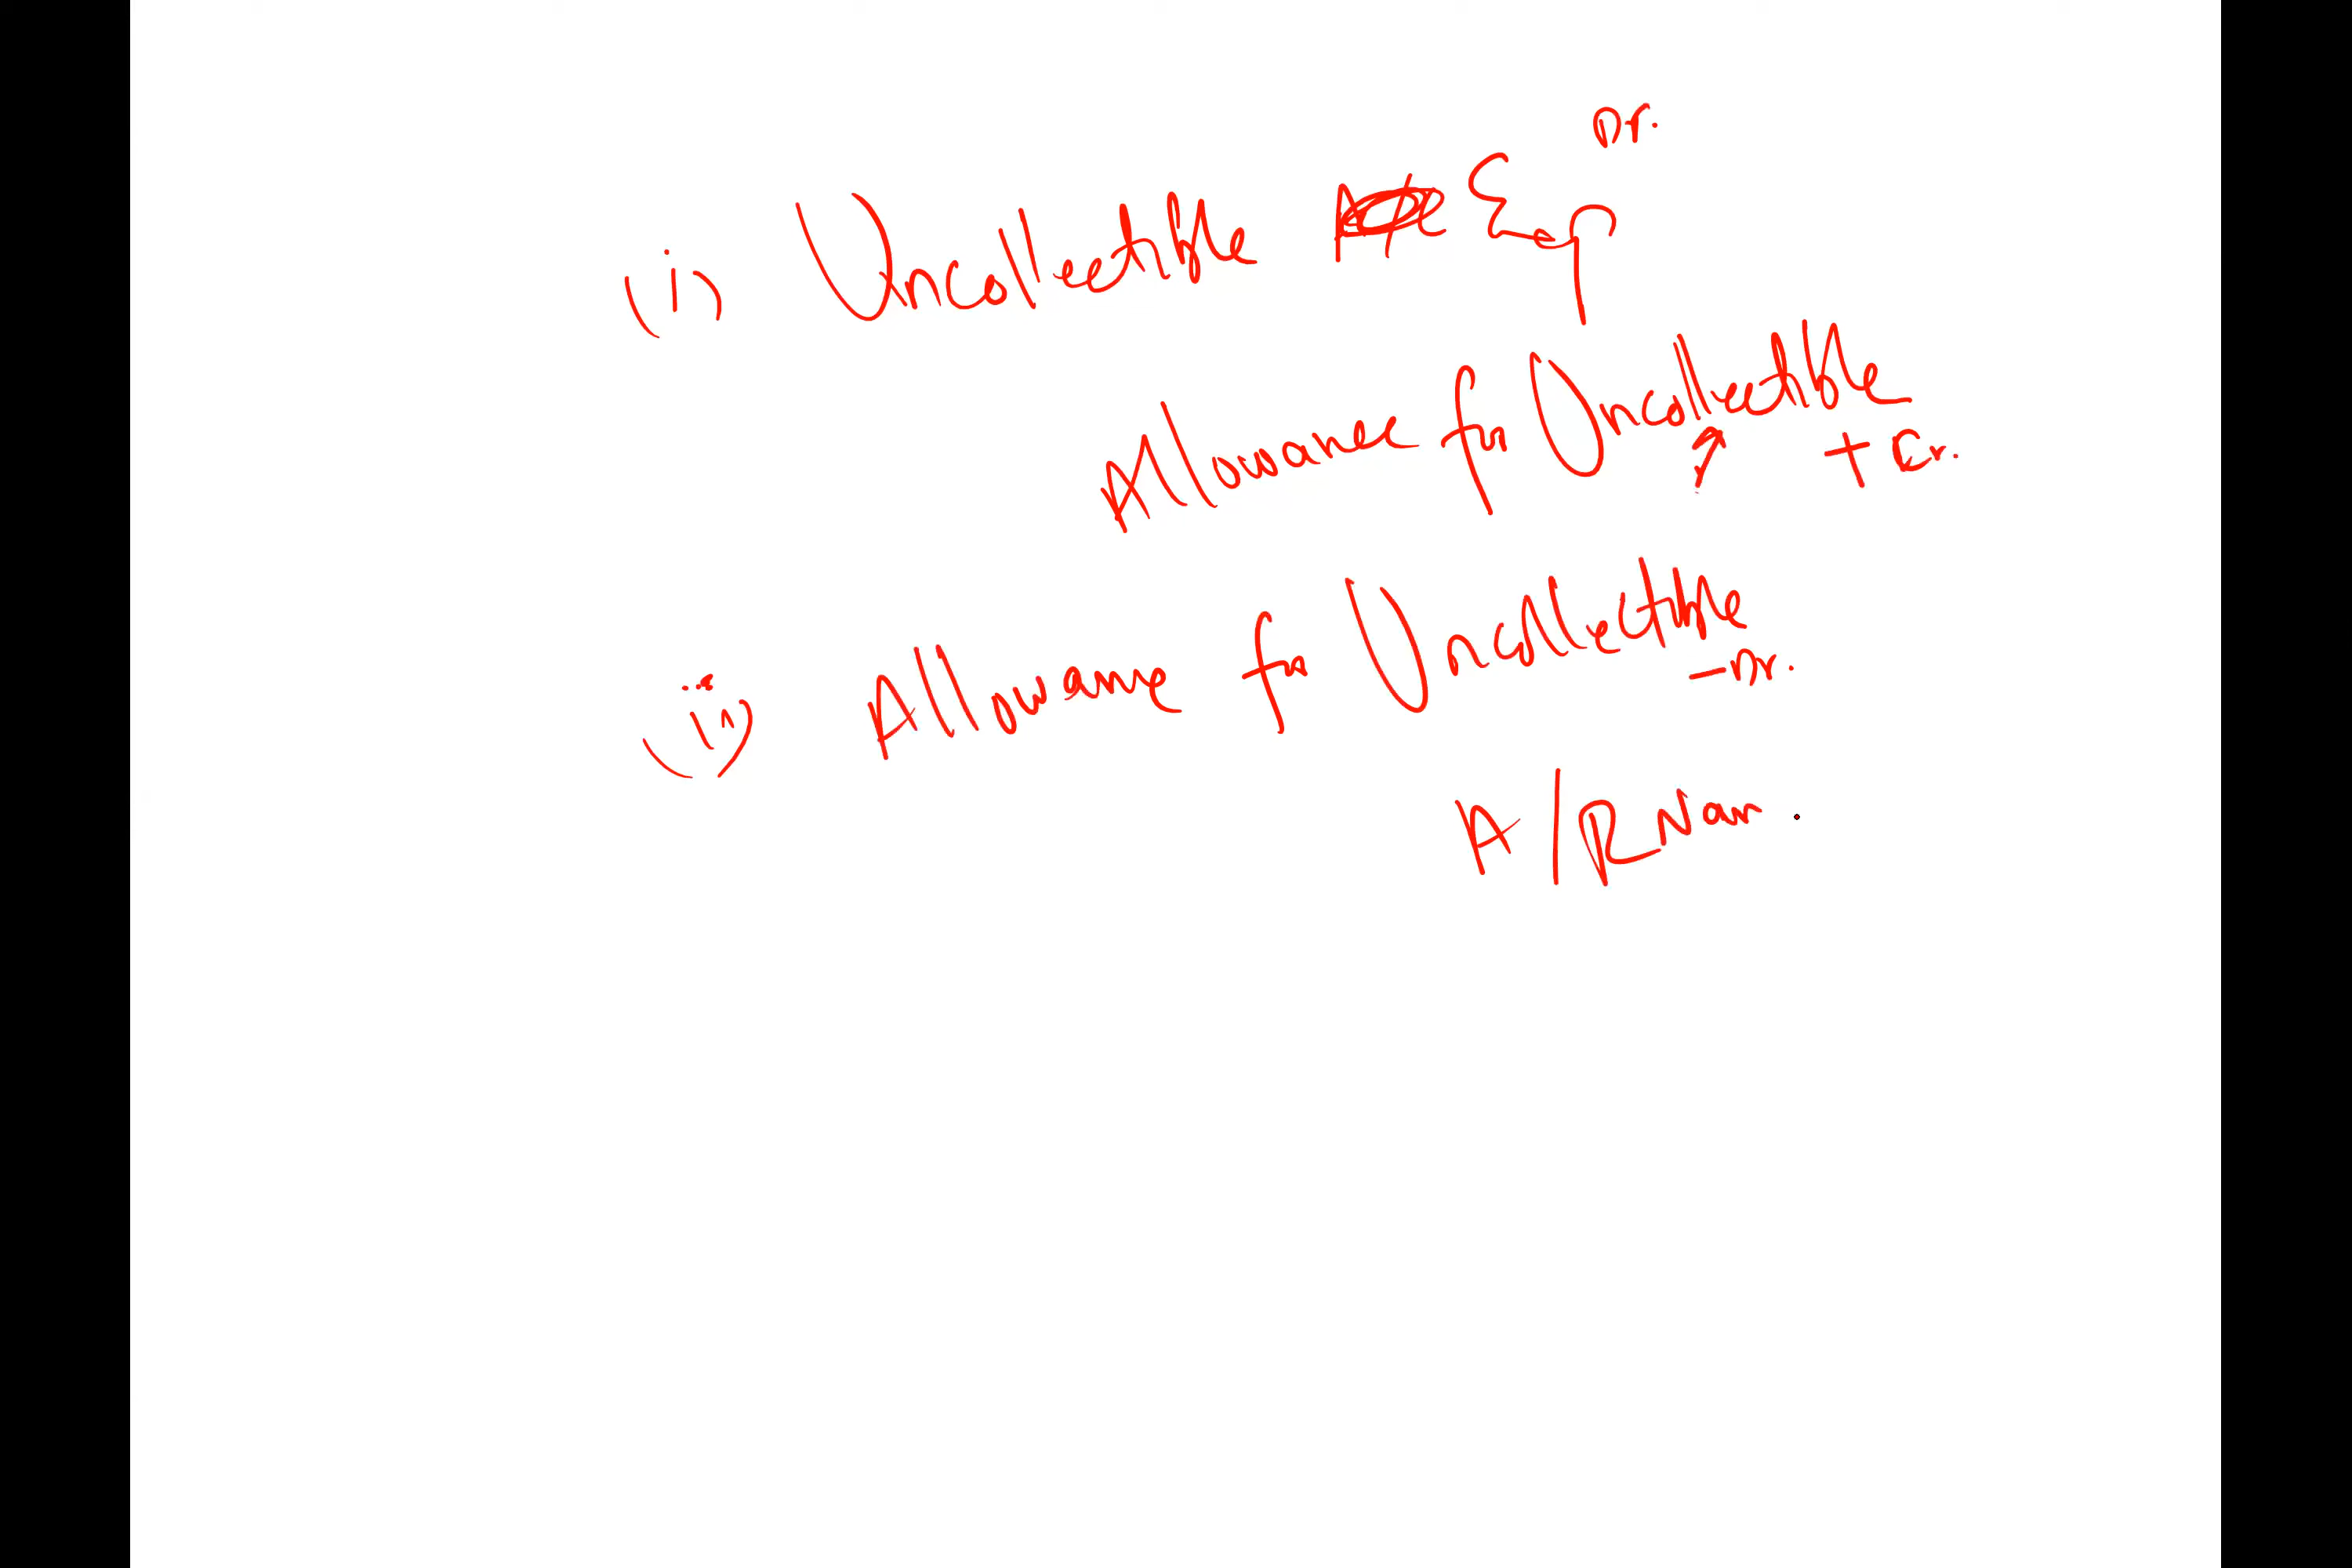 (i) Uncollectible Exp Dr.
Allowance for Uncollectible + Cr.
(ii) Allowance for Uncollectible - Dr.
A/R Nam